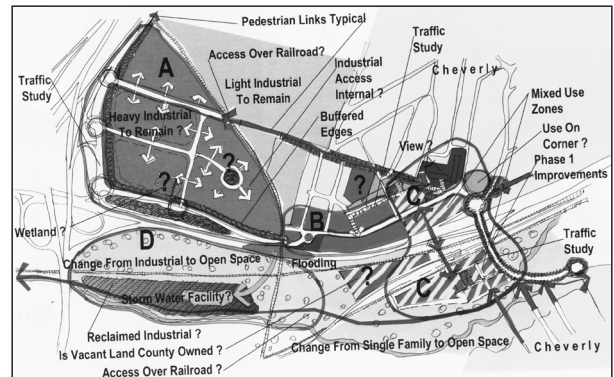 Pedestrian Links Typical
Access Over Railroad?
Industrial
Access
Internal ?
Traffic
Study
Cheverly
A
Traffic
Study
Light Industrial
To Remain
Mixed Use
Zones
Heavy Industrial
To Remain ?
Buffered
Edges
Use On
Corner ?
View ?
Phase 1
Improvements
?
?
?
C
B
Wetland ?
D
Traffic
Study
Change From Industrial to Open Space
Flooding
?
C
Storm Water Facility?
Reclaimed Industrial ?
Is Vacant Land County Owned ?
Change From Single Family to Open Space
Cheverly
Access Over Railroad ?